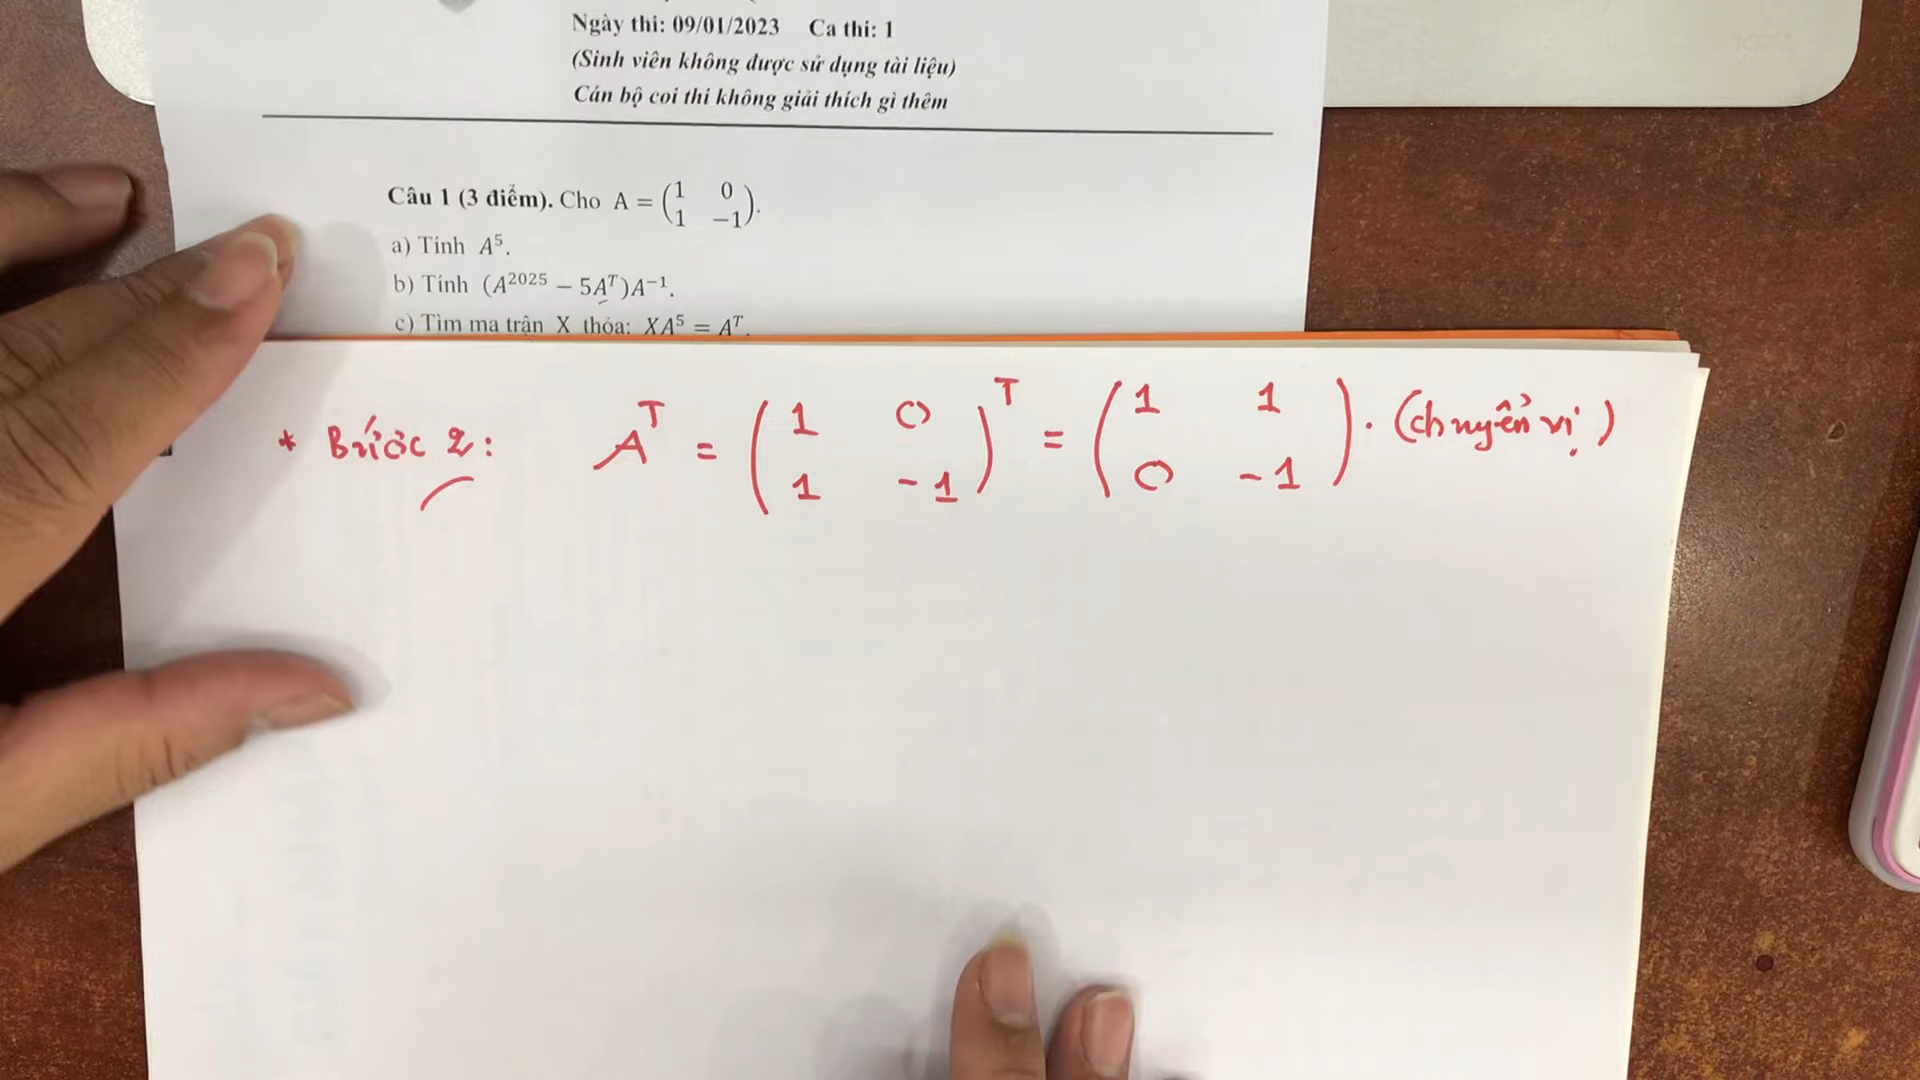 Ngày thi: 09/01/2023 Ca thi: 1
(Sinh viên không được sử dụng tài liệu)
Cán bộ coi thi không giải thích gì thêm
Câu 1 (3 điểm). Cho A = (1 0
1 −1).
a) Tính A⁵.
b) Tính (A²⁰²⁵ − 5Aᵀ)A⁻¹.
c) Tìm ma trận X thỏa: XA⁵ = Aᵀ.
* Bước 2: Aᵀ = (1 0
1 -1)ᵀ = (1 1
0 -1). (chuyển vị)